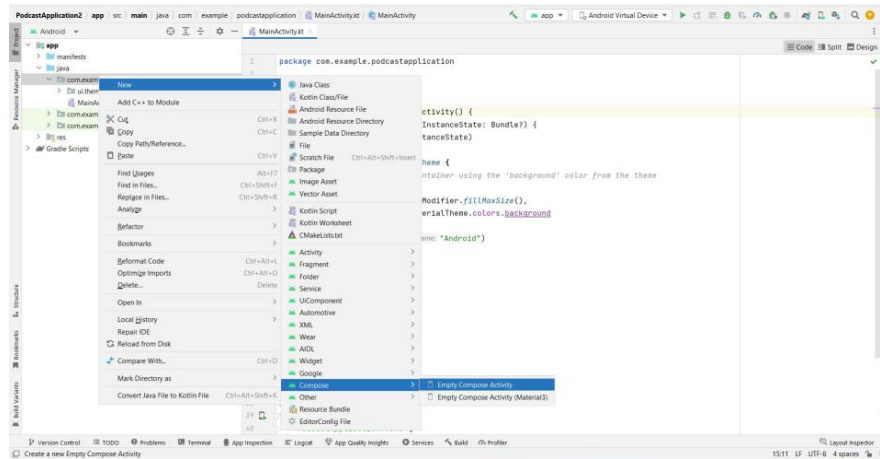 PodcastApplication2 app src main java com example podcastapplication MainActivity.kt MainActivity
app Android Virtual Device
Android
MainActivity.kt
Code Split Design
Project
Resource Manager
Structure
Bookmarks
Build Variants
app
manifests
java
com.exam
ui.them
MainAc
com.exam
com.exam
res
Gradle Scripts
New
Add C++ to Module
Cut Ctrl+X
Copy Ctrl+C
Copy Path/Reference...
Paste Ctrl+V
Find Usages Alt+F7
Find in Files... Ctrl+Shift+F
Replace in Files... Ctrl+Shift+R
Analyze
Refactor
Bookmarks
Reformat Code Ctrl+Alt+L
Optimize Imports Ctrl+Alt+O
Delete... Delete
Open In
Local History
Repair IDE
Reload from Disk
Compare With... Ctrl+D
Mark Directory as
Convert Java File to Kotlin File Ctrl+Alt+Shift+K
Java Class
Kotlin Class/File
Android Resource File
Android Resource Directory
Sample Data Directory
File
Scratch File Ctrl+Alt+Shift+Insert
Package
Image Asset
Vector Asset
Kotlin Script
Kotlin Worksheet
CMakeLists.txt
Activity
Fragment
Folder
Service
UiComponent
Automotive
XML
Wear
AIDL
Widget
Google
Compose
Other
Resource Bundle
EditorConfig File
Empty Compose Activity
Empty Compose Activity (Material3)
1 package com.example.podcastapplication
ctivity() {
InstanceState: Bundle?) {
tanceState)
heme {
ntainer using the 'background' color from the theme
Modifier.fillMaxSize(),
erialTheme.colors.background
ame: "Android")
39
40
Version Control TODO Problems Terminal App Inspection Logcat App Quality Insights Services Build Profiler Layout Inspector
Create a new Empty Compose Activity 15:11 LF UTF-8 4 spaces